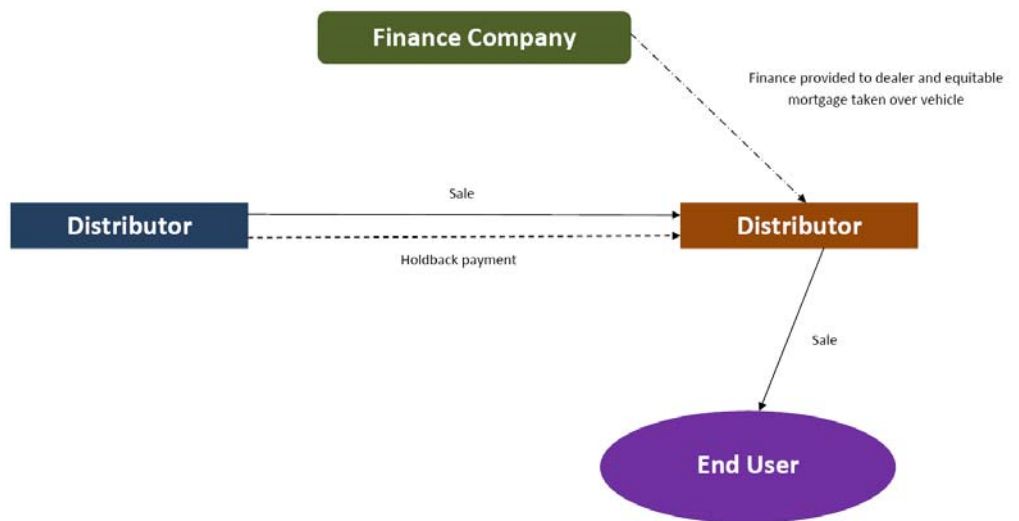 Finance Company
Finance provided to dealer and equitable
mortgage taken over vehicle
Sale
Distributor
Distributor
Holdback payment
Sale
End User